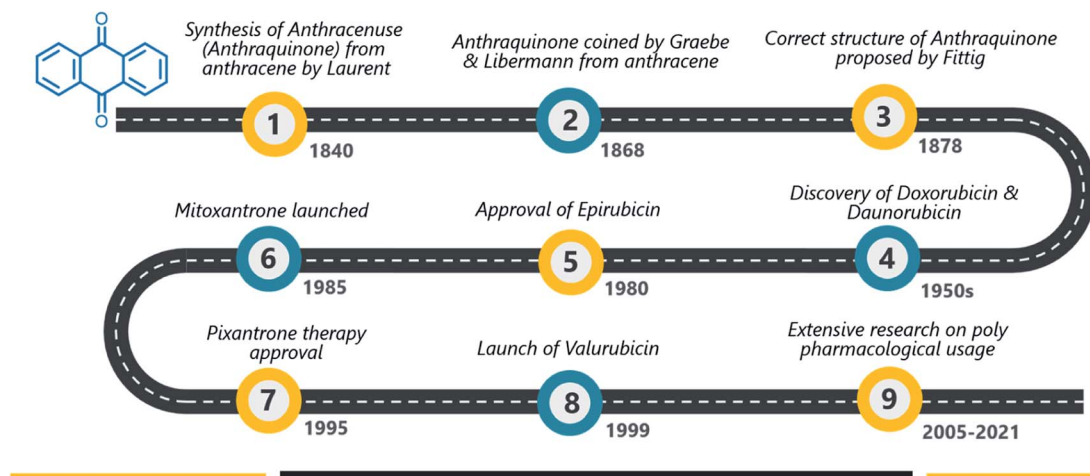 O
O
Synthesis of Anthracenuse
(Anthraquinone) from
anthracene by Laurent
1
1840
Anthraquinone coined by Graebe
& Libermann from anthracene
2
1868
Correct structure of Anthraquinone
proposed by Fittig
3
1878
Discovery of Doxorubicin &
Daunorubicin
4
1950s
Approval of Epirubicin
5
1980
Mitoxantrone launched
6
1985
Pixantrone therapy
approval
7
1995
Launch of Valurubicin
8
1999
Extensive research on poly
pharmacological usage
9
2005-2021